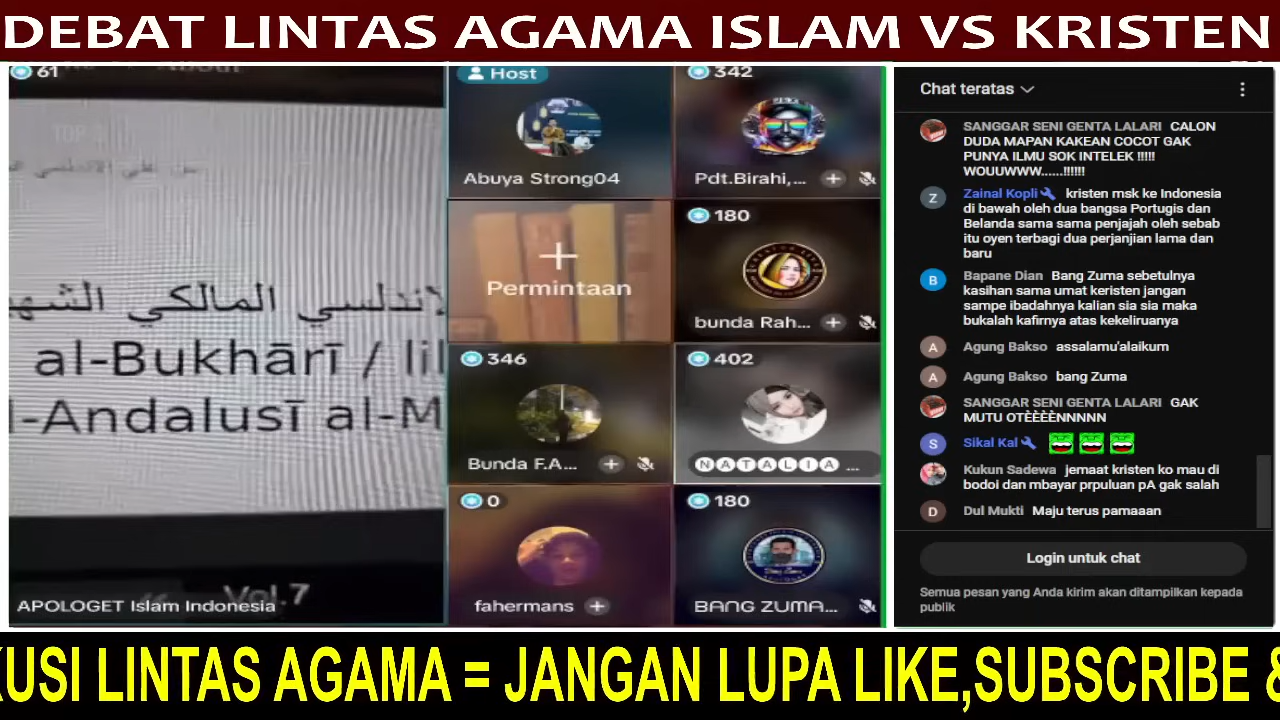 DEBAT LINTAS AGAMA ISLAM VS KRISTEN
61
الاندلسي المالكي الشه
al-Bukhārī / lil
l-Andalusī al-M
Vol.7
APOLOGET Islam Indonesia
Host
Abuya Strong04
342
Pdt.Birahi,... +
+
Permintaan
180
bunda Rah... +
346
Bunda F.A... +
402
NATALIA ...
0
fahermans +
180
BANG ZUMA...
Chat teratas
SANGGAR SENI GENTA LALARI CALON
DUDA MAPAN KAKEAN COCOT GAK
PUNYA ILMU SOK INTELEK !!!!!
WOUUWWW......!!!!!!
Z
Zainal Kopli kristen msk ke Indonesia
di bawah oleh dua bangsa Portugis dan
Belanda sama sama penjajah oleh sebab
itu oyen terbagi dua perjanjian lama dan
baru
B
Bapane Dian Bang Zuma sebetulnya
kasihan sama umat keristen jangan
sampe ibadahnya kalian sia sia maka
bukalah kafirnya atas kekeliruanya
A
Agung Bakso assalamu'alaikum
A
Agung Bakso bang Zuma
SANGGAR SENI GENTA LALARI GAK
MUTU OTÈÈÈÈNNNNN
S
Sikal Kal
Kukun Sadewa jemaat kristen ko mau di
bodoi dan mbayar prpuluan pA gak salah
D
Dul Mukti Maju terus pamaaan
Login untuk chat
Semua pesan yang Anda kirim akan ditampilkan kepada
publik
KUSI LINTAS AGAMA = JANGAN LUPA LIKE,SUBSCRIBE &